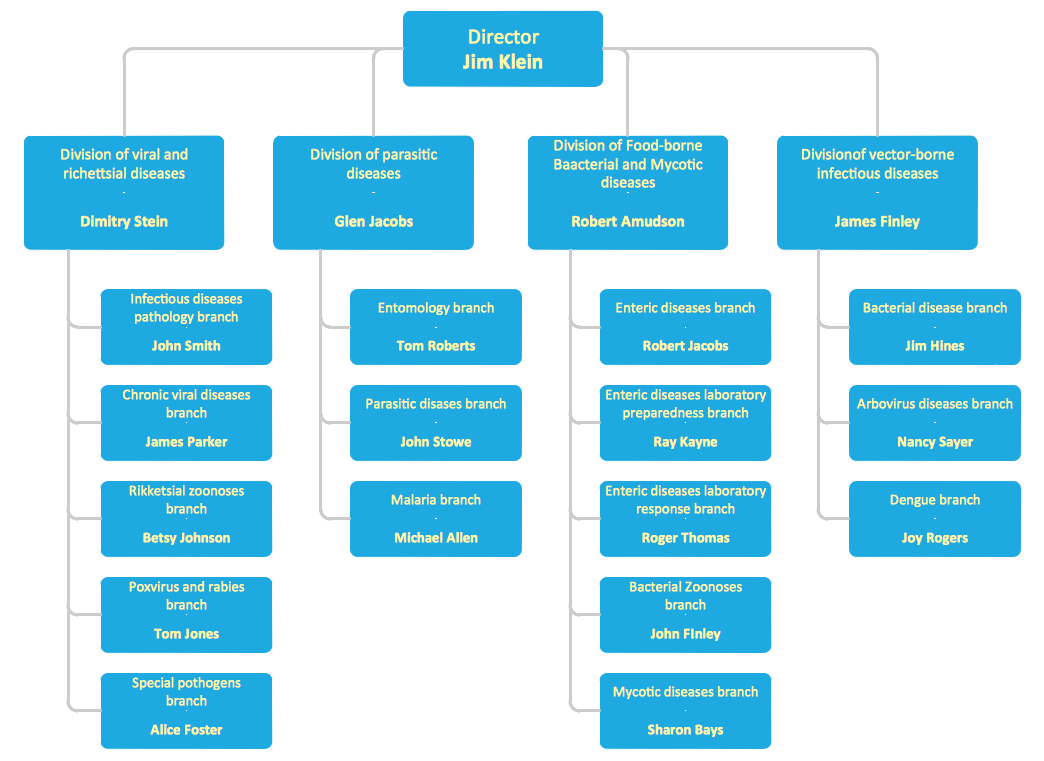 Director
Jim Klein
Division of viral and
richettsial diseases
-
Dimitry Stein
Division of parasitic
diseases
-
Glen Jacobs
Division of Food-borne
Baacterial and Mycotic
diseases
-
Robert Amudson
Divisionof vector-borne
infectious diseases
-
James Finley
Infectious diseases
pathology branch
-
John Smith
Chronic viral diseases
branch
-
James Parker
Rikketsial zoonoses
branch
-
Betsy Johnson
Poxvirus and rabies
branch
-
Tom Jones
Special pothogens
branch
-
Alice Foster
Entomology branch
-
Tom Roberts
Parasitic disases branch
-
John Stowe
Malaria branch
-
Michael Allen
Enteric diseases branch
-
Robert Jacobs
Enteric diseases laboratory
preparedness branch
-
Ray Kayne
Enteric diseases laboratory
response branch
-
Roger Thomas
Bacterial Zoonoses
branch
-
John FInley
Mycotic diseases branch
-
Sharon Bays
Bacterial disease branch
-
Jim Hines
Arbovirus diseases branch
-
Nancy Sayer
Dengue branch
-
Joy Rogers